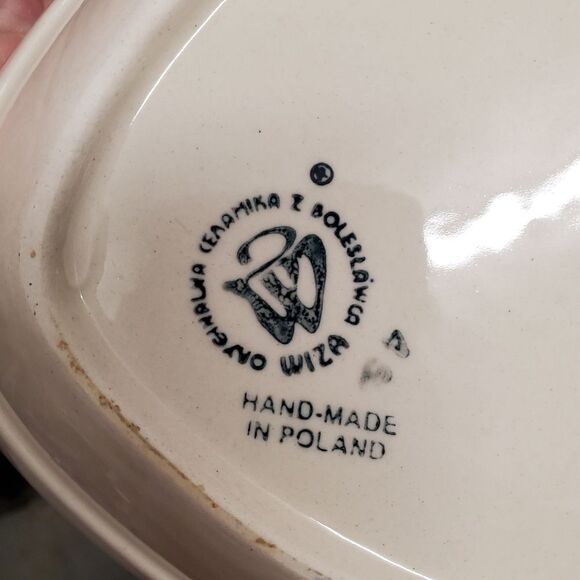 ORYGINALNA CERAMIKA Z BOLESŁAWCA
WIZA
HAND-MADE
IN POLAND